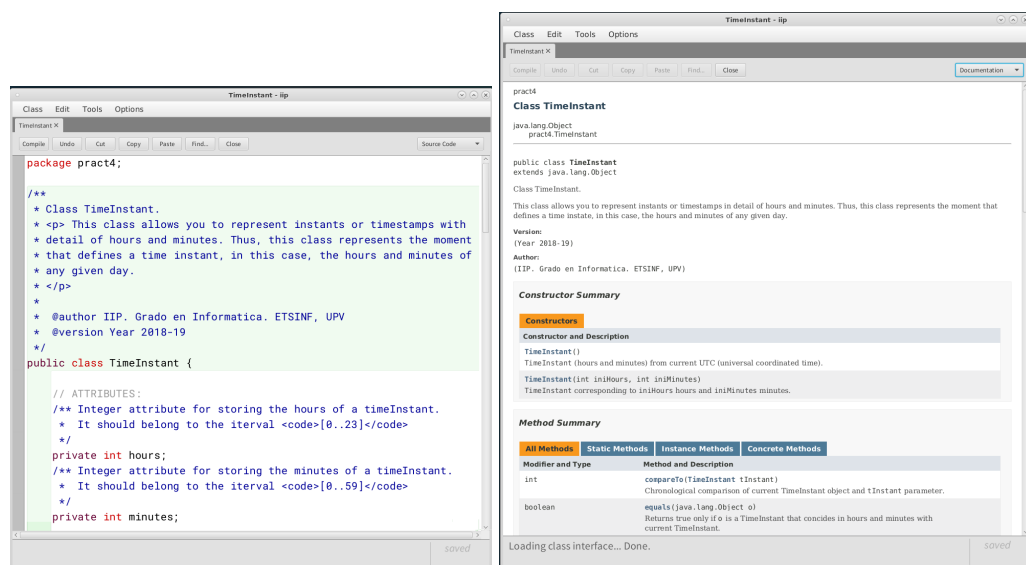 TimeInstant - iip
Class Edit Tools Options
TimeInstant ✕
Compile Undo Cut Copy Paste Find... Close Source Code
package pract4;
/**
* Class TimeInstant.
* <p> This class allows you to represent instants or timestamps with
* detail of hours and minutes. Thus, this class represents the moment
* that defines a time instant, in this case, the hours and minutes of
* any given day.
* </p>
*
* @author IIP. Grado en Informatica. ETSINF, UPV
* @version Year 2018-19
*/
public class TimeInstant {
// ATTRIBUTES:
/** Integer attribute for storing the hours of a timeInstant.
* It should belong to the iterval <code>[0..23]</code>
*/
private int hours;
/** Integer attribute for storing the minutes of a timeInstant.
* It should belong to the iterval <code>[0..59]</code>
*/
private int minutes;
saved
TimeInstant - iip
Class Edit Tools Options
TimeInstant ✕
Compile Undo Cut Copy Paste Find... Close Documentation
pract4
Class TimeInstant
java.lang.Object
pract4.TimeInstant
public class TimeInstant
extends java.lang.Object
Class TimeInstant.
This class allows you to represent instants or timestamps in detail of hours and minutes. Thus, this class represents the moment that
defines a time instate, in this case, the hours and minutes of any given day.
Version:
(Year 2018-19)
Author:
(IIP. Grado en Informatica. ETSINF, UPV)
Constructor Summary
Constructors
Constructor and Description
TimeInstant()
TimeInstant (hours and minutes) from current UTC (universal coordinated time).
TimeInstant(int iniHours, int iniMinutes)
TimeInstant corresponding to iniHours hours and iniMinutes minutes.
Method Summary
All Methods Static Methods Instance Methods Concrete Methods
Modifier and Type Method and Description
int compareTo(TimeInstant tInstant)
Chronological comparison of current TimeInstant object and tInstant parameter.
boolean equals(java.lang.Object o)
Returns true only if o is a TimeInstant that concides in hours and minutes with
current TimeInstant.
Loading class interface... Done.
saved